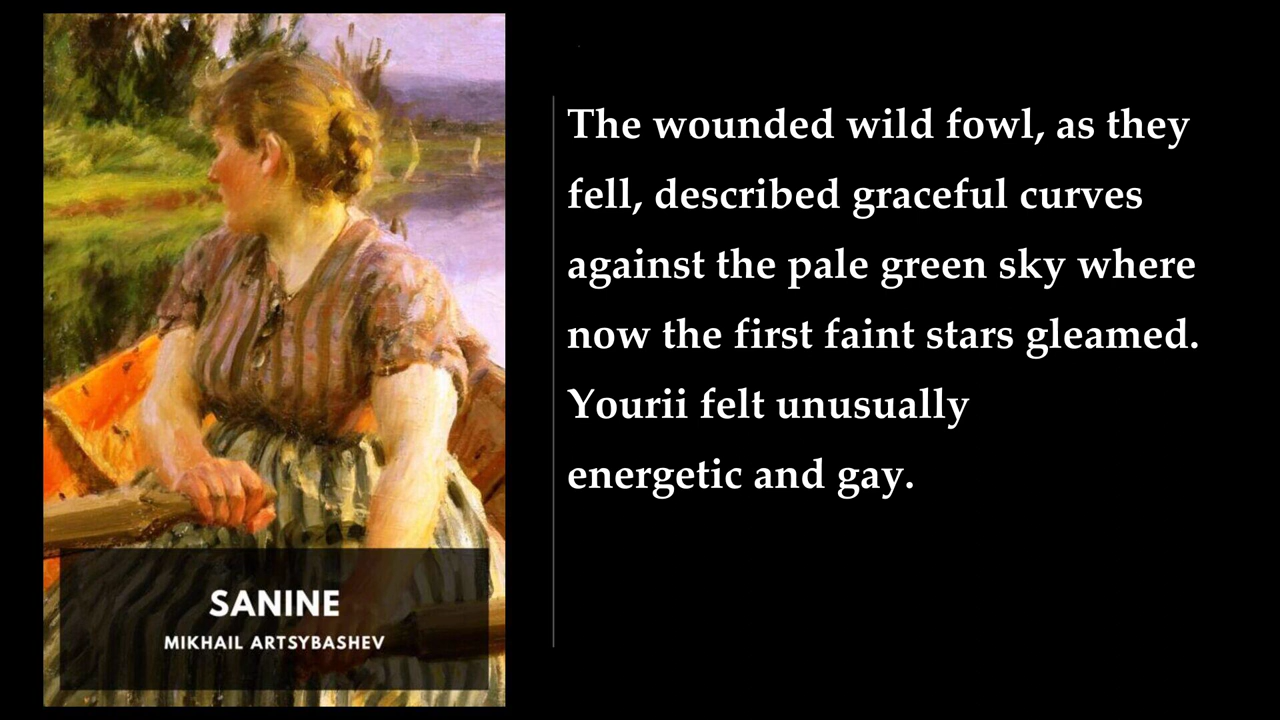 SANINE
MIKHAIL ARTSYBASHEV
The wounded wild fowl, as they
fell, described graceful curves
against the pale green sky where
now the first faint stars gleamed.
Yourii felt unusually
energetic and gay.